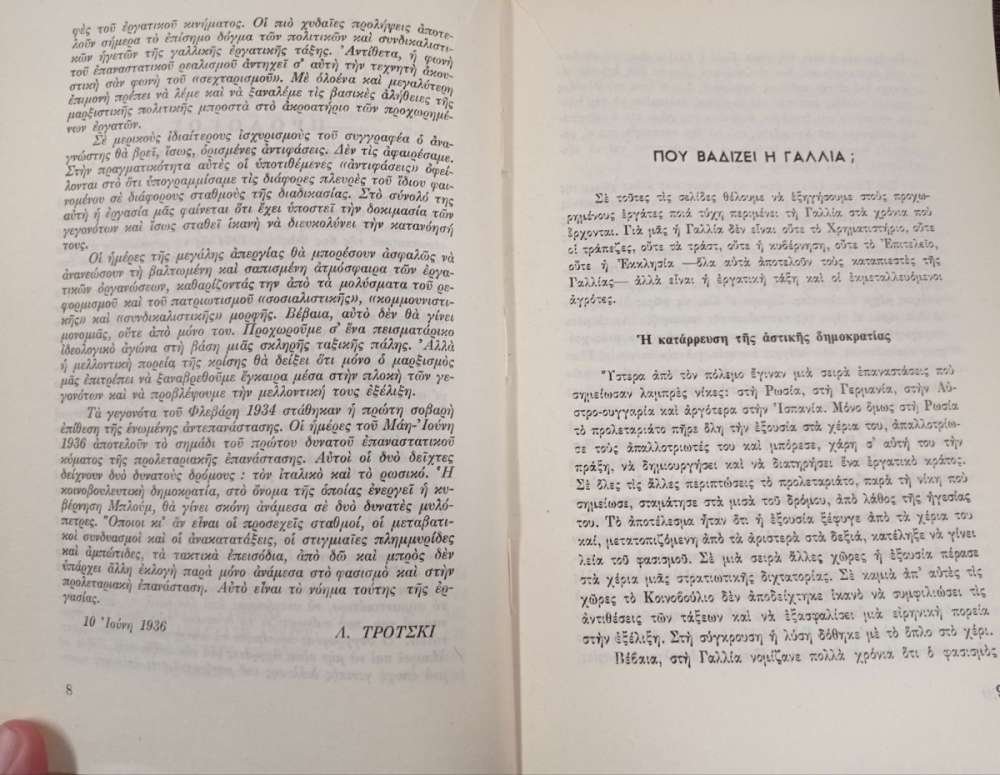 φὲς τοῦ ἐργατικοῦ κινήματος. Οἱ πιὸ χυδαῖες προλήψεις ἀποτε-
λοῦν σήμερα τὸ ἐπίσημο δόγμα τῶν πολιτικῶν καὶ συνδικαλιστι-
κῶν ἡγετῶν τῆς γαλλικῆς ἐργατικῆς τάξης. Ἀντίθετα, ἡ φωνὴ
τοῦ ἐπαναστατικοῦ ρεαλισμοῦ ἀντηχεῖ σ' αὐτὴ τὴν τεχνητὴ ἀκου-
στικὴ σὰν φωνὴ τοῦ «σεχταρισμοῦ». Μὲ ὁλοένα καὶ μεγαλύτερη
ἐπιμονὴ πρέπει νὰ λέμε καὶ νὰ ξαναλέμε τὶς βασικὲς ἀλήθειες τῆς
μαρξιστικῆς πολιτικῆς μπροστὰ στὸ ἀκροατήριο τῶν προχωρημέ-
νων ἐργατῶν.
Σὲ μερικοὺς ἰδιαίτερους ἰσχυρισμοὺς τοῦ συγγραφέα ὁ ἀνα-
γνώστης θὰ βρεῖ, ἴσως, ὁρισμένες ἀντιφάσεις. Δὲν τὶς ἀφαιρέσαμε.
Στὴν πραγματικότητα αὐτὲς οἱ ὑποτιθέμενες «ἀντιφάσεις» ὀφεί-
λονται στὸ ὅτι ὑπογραμμίσαμε τὶς διάφορες πλευρὲς τοῦ ἴδιου φαι-
νομένου σὲ διάφορους σταθμοὺς τῆς διαδικασίας. Στὸ σύνολό της
αὐτὴ ἡ ἐργασία μᾶς φαίνεται ὅτι ἔχει ὑποστεῖ τὴν δοκιμασία τῶν
γεγονότων καὶ ἴσως σταθεῖ ἱκανὴ νὰ διευκολύνει τὴν κατανόησή
τους.
Οἱ ἡμέρες τῆς μεγάλης ἀπεργίας θὰ μπορέσουν ἀσφαλῶς νὰ
ἀνανεώσουν τὴ βαλτωμένη καὶ σαπισμένη ἀτμόσφαιρα τῶν ἐργα-
τικῶν ὀργανώσεων, καθαρίζοντάς την ἀπὸ τὰ μολύσματα τοῦ ρε-
φορμισμοῦ καὶ τοῦ πατριωτισμοῦ «σοσιαλιστικῆς», «κομμουνιστι-
κῆς» καὶ «συνδικαλιστικῆς» μορφῆς. Βέβαια, αὐτὸ δὲν θὰ γίνει
μονομιᾶς, οὔτε ἀπὸ μόνο του. Προχωροῦμε σ' ἕνα πεισματάρικο
ἰδεολογικὸ ἀγώνα στὴ βάση μιᾶς σκληρῆς ταξικῆς πάλης. Ἀλλὰ
ἡ μελλοντικὴ πορεία τῆς κρίσης θὰ δείξει ὅτι μόνο ὁ μαρξισμὸς
μᾶς ἐπιτρέπει νὰ ξαναβρεθοῦμε ἔγκαιρα μέσα στὴν πλοκὴ τῶν γε-
γονότων καὶ νὰ προβλέψουμε τὴν μελλοντική τους ἐξέλιξη.
Τὰ γεγονότα τοῦ Φλεβάρη 1934 στάθηκαν ἡ πρώτη σοβαρὴ
ἐπίθεση τῆς ἑνωμένης ἀντεπανάστασης. Οἱ ἡμέρες τοῦ Μάη-Ἰούνη
1936 ἀποτελοῦν τὸ σημάδι τοῦ πρώτου δυνατοῦ ἐπαναστατικοῦ
κύματος τῆς προλεταριακῆς ἐπανάστασης. Αὐτοὶ οἱ δυὸ δεῖχτες
δείχνουν δυὸ δυνατοὺς δρόμους : τὸν ἰταλικὸ καὶ τὸ ρωσικό. Ἡ
κοινοβουλευτικὴ δημοκρατία, στὸ ὄνομα τῆς ὁποίας ἐνεργεῖ ἡ κυ-
βέρνηση Μπλούμ, θὰ γίνει σκόνη ἀνάμεσα σὲ δυὸ δυνατὲς μυλό-
πετρες. Ὅποιοι κι' ἂν εἶναι οἱ προσεχεῖς σταθμοί, οἱ μεταβατι-
κοὶ συνδυασμοὶ καὶ οἱ ἀνακατατάξεις, οἱ στιγμιαῖες πλημμυρίδες
καὶ ἀμπώτιδες, τὰ τακτικὰ ἐπεισόδια, ἀπὸ δῶ καὶ μπρὸς δὲν
ὑπάρχει ἄλλη ἐκλογὴ παρὰ μόνο ἀνάμεσα στὸ φασισμὸ καὶ στὴν
προλεταριακὴ ἐπανάσταση. Αὐτὸ εἶναι τὸ νόημα τούτης τῆς ἐρ-
γασίας.
10 Ἰούνη 1936
Λ. ΤΡΟΤΣΚΙ
8
ΠΟΥ ΒΑΔΙΖΕΙ Η ΓΑΛΛΙΑ ;
Σὲ τοῦτες τὶς σελίδες θέλουμε νὰ ἐξηγήσουμε στοὺς προχω-
ρημένους ἐργάτες ποιά τύχη περιμένει τὴ Γαλλία στὰ χρόνια ποὺ
ἔρχονται. Γιὰ μᾶς ἡ Γαλλία δὲν εἶναι οὔτε τὸ Χρηματιστήριο, οὔτε
οἱ τράπεζες, οὔτε τὰ τράστ, οὔτε ἡ κυβέρνηση, οὔτε τὸ Ἐπιτελεῖο,
οὔτε ἡ Ἐκκλησία —ὅλα αὐτὰ ἀποτελοῦν τοὺς καταπιεστὲς τῆς
Γαλλίας— ἀλλὰ εἶναι ἡ ἐργατικὴ τάξη καὶ οἱ ἐκμεταλλευόμενοι
ἀγρότες.
Ἡ κατάρρευση τῆς ἀστικῆς δημοκρατίας
Ὕστερα ἀπὸ τὸν πόλεμο ἔγιναν μιὰ σειρὰ ἐπαναστάσεις ποὺ
σημείωσαν λαμπρὲς νίκες: στὴ Ρωσία, στὴ Γερμανία, στὴν Αὐ-
στρο-ουγγαρία καὶ ἀργότερα στὴν Ἰσπανία. Μόνο ὅμως στὴ Ρωσία
τὸ προλεταριάτο πῆρε ὅλη τὴν ἐξουσία στὰ χέρια του, ἀπαλλοτρίω-
σε τοὺς ἀπαλλοτριωτές του καὶ μπόρεσε, χάρη σ' αὐτή του τὴν
πράξη, νὰ δημιουργήσει καὶ νὰ διατηρήσει ἕνα ἐργατικὸ κράτος.
Σὲ ὅλες τὶς ἄλλες περιπτώσεις τὸ προλεταριάτο, παρὰ τὴ νίκη ποὺ
σημείωσε, σταμάτησε στὰ μισὰ τοῦ δρόμου, ἀπὸ λάθος τῆς ἡγεσίας
του. Τὸ ἀποτέλεσμα ἦταν ὅτι ἡ ἐξουσία ξέφυγε ἀπὸ τὰ χέρια του
καί, μετατοπιζόμενη ἀπὸ τὰ ἀριστερὰ στὰ δεξιά, κατέληξε νὰ γίνει
λεία τοῦ φασισμοῦ. Σὲ μιὰ σειρὰ ἄλλες χῶρες ἡ ἐξουσία πέρασε
στὰ χέρια μιᾶς στρατιωτικῆς διχτατορίας. Σὲ καμιὰ ἀπ' αὐτὲς τὶς
χῶρες τὸ Κοινοβούλιο δὲν ἀποδείχτηκε ἱκανὸ νὰ συμφιλιώσει τὶς
ἀντιθέσεις τῶν τάξεων καὶ νὰ ἐξασφαλίσει μιὰ εἰρηνικὴ πορεία
στὴν ἐξέλιξη. Στὴ σύγκρουση ἡ λύση δόθηκε μὲ τὸ ὅπλο στὸ χέρι.
Βέβαια, στὴ Γαλλία νομίζανε πολλὰ χρόνια ὅτι ὁ φασισμὸς
9